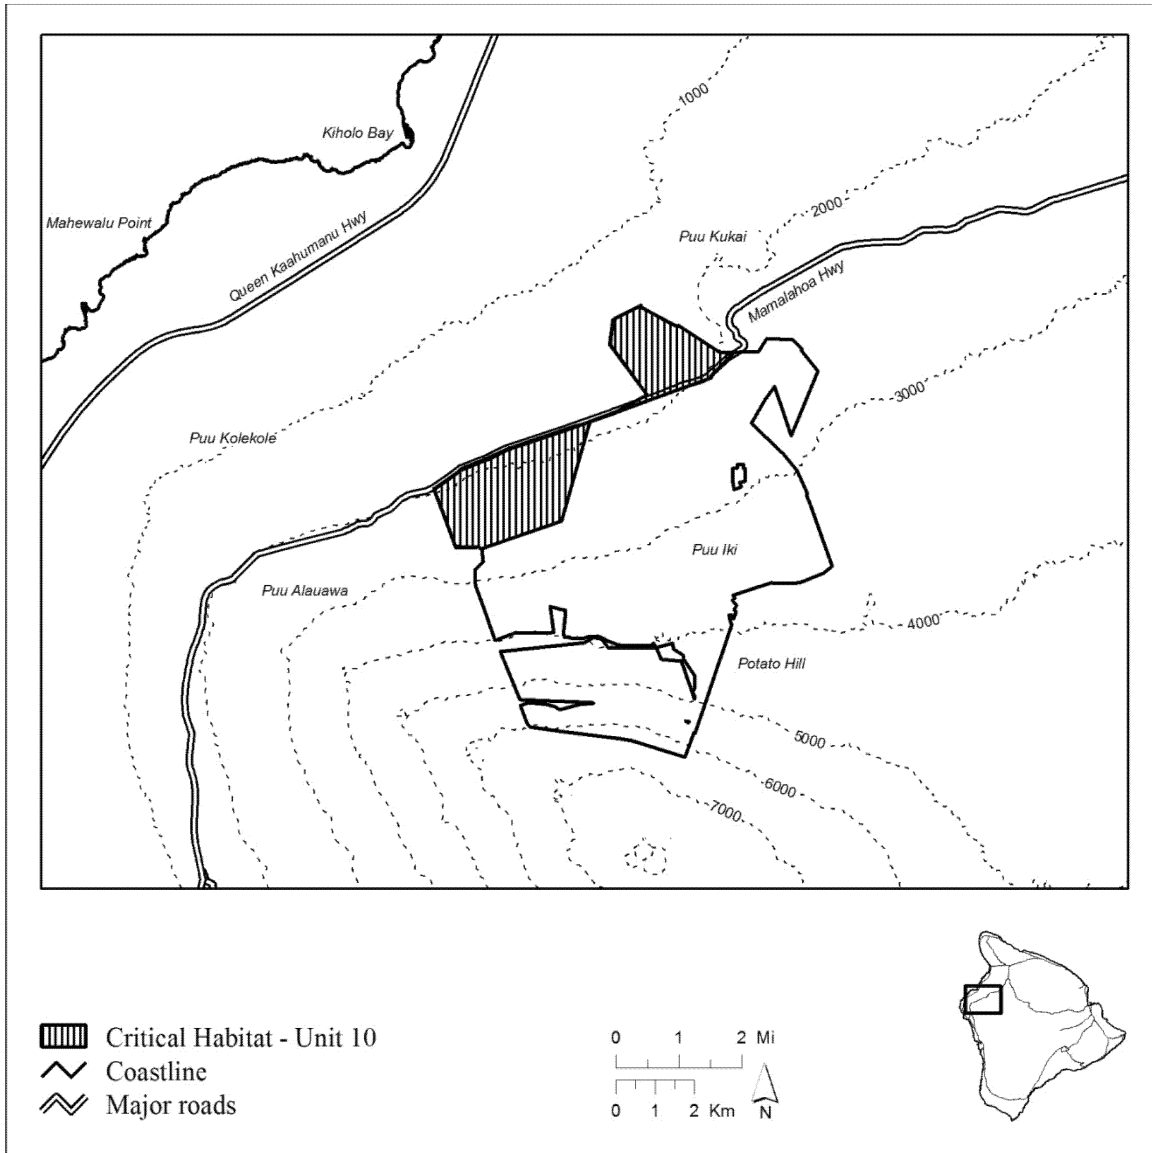 1000
Kiholo Bay
2000
Mahewalu Point
Puu Kukai
Queen Kaahumanu Hwy
Mamalahoa Hwy
3000
Puu Kolekole
Puu Iki
Puu Alauawa
4000
Potato Hill
5000
6000
7000
Critical Habitat - Unit 10
Coastline
Major roads
0 1 2 Mi
0 1 2 Km
N